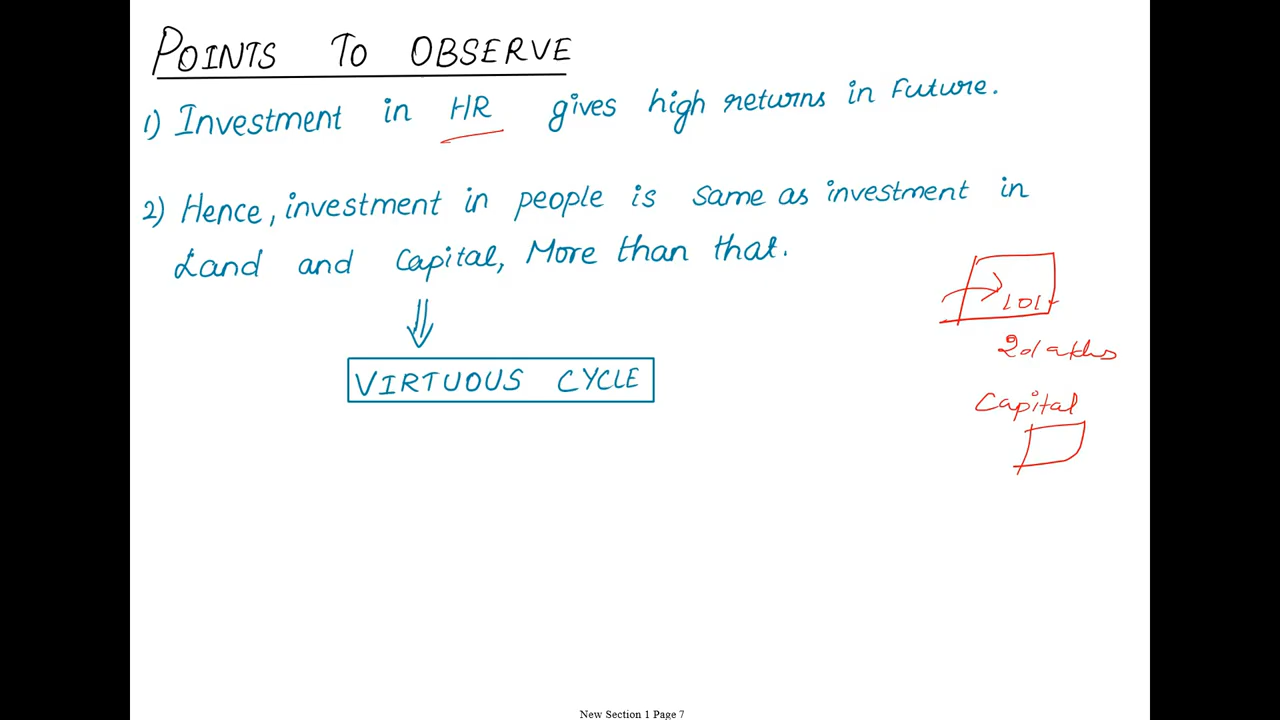 POINTS TO OBSERVE
1) Investment in HR gives high returns in Future.
2) Hence, investment in people is same as investment in
Land and Capital, More than that.
VIRTUOUS CYCLE
20lakhs
Capital
New Section 1 Page 7